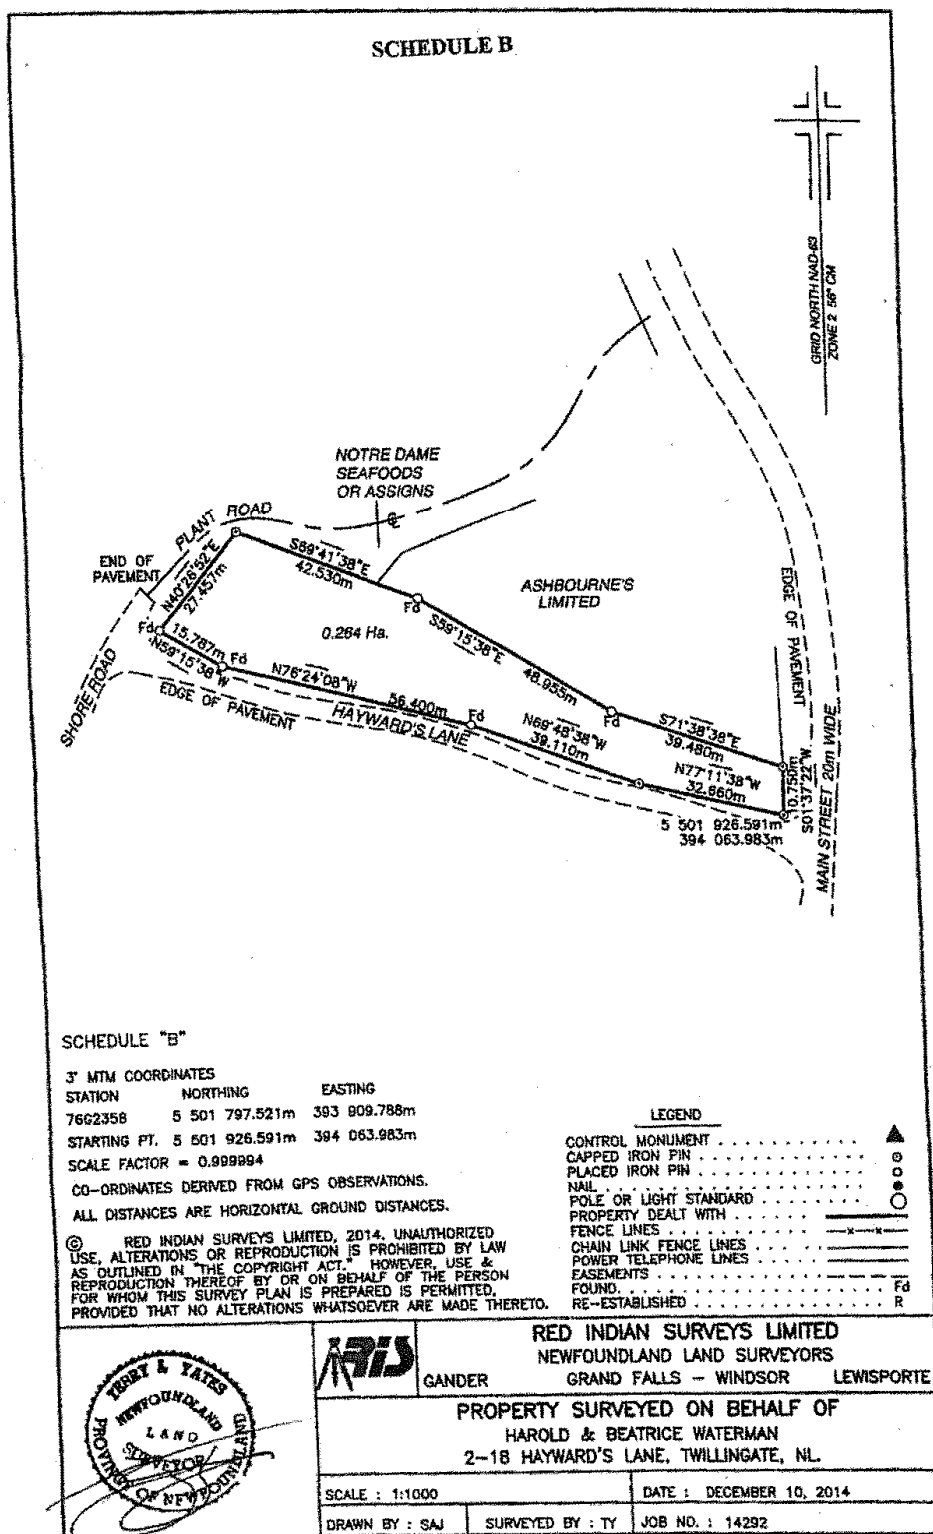 SCHEDULE B
GRID NORTH NAD-83
ZONE 2 56° CM
NOTRE DAME
SEAFOODS
OR ASSIGNS
PLANT ROAD
END OF
PAVEMENT
N40°26'52"E
27.457m
S69°41'38"E
42.530m
Fd
ASHBOURNE'S
LIMITED
EDGE OF PAVEMENT
S59°15'38"E
48.955m
0.264 Ha.
Fd
15.787m
N59°15'38"W
Fd
SHORE ROAD
N76°24'08"W
56.400m
EDGE OF PAVEMENT
HAYWARD'S LANE
Fd
Fd
N69°48'38"W
39.110m
S71°38'38"E
39.480m
N77°11'38"W
32.860m
10.750m
S01°37'22"W
MAIN STREET 20m WIDE
5 501 926.591m
394 063.983m
SCHEDULE "B"
3° MTM COORDINATES
STATION NORTHING EASTING
76G2358 5 501 797.521m 393 909.788m
STARTING PT. 5 501 926.591m 394 063.983m
SCALE FACTOR = 0.999994
CO-ORDINATES DERIVED FROM GPS OBSERVATIONS.
ALL DISTANCES ARE HORIZONTAL GROUND DISTANCES.
© RED INDIAN SURVEYS LIMITED, 2014. UNAUTHORIZED
USE, ALTERATIONS OR REPRODUCTION IS PROHIBITED BY LAW
AS OUTLINED IN "THE COPYRIGHT ACT." HOWEVER, USE &
REPRODUCTION THEREOF BY OR ON BEHALF OF THE PERSON
FOR WHOM THIS SURVEY PLAN IS PREPARED IS PERMITTED,
PROVIDED THAT NO ALTERATIONS WHATSOEVER ARE MADE THERETO.
LEGEND
CONTROL MONUMENT
CAPPED IRON PIN
PLACED IRON PIN
NAIL
POLE OR LIGHT STANDARD
PROPERTY DEALT WITH
FENCE LINES
CHAIN LINK FENCE LINES
POWER TELEPHONE LINES
EASEMENTS
FOUND Fd
RE-ESTABLISHED R
TERRY L YATES
NEWFOUNDLAND
LAND
SURVEYOR
PROVINCE OF NEWFOUNDLAND
RIS
RED INDIAN SURVEYS LIMITED
NEWFOUNDLAND LAND SURVEYORS
GANDER GRAND FALLS - WINDSOR LEWISPORTE
PROPERTY SURVEYED ON BEHALF OF
HAROLD & BEATRICE WATERMAN
2-18 HAYWARD'S LANE, TWILLINGATE, NL.
SCALE : 1:1000
DATE : DECEMBER 10, 2014
DRAWN BY : SAJ
SURVEYED BY : TY
JOB NO. : 14292